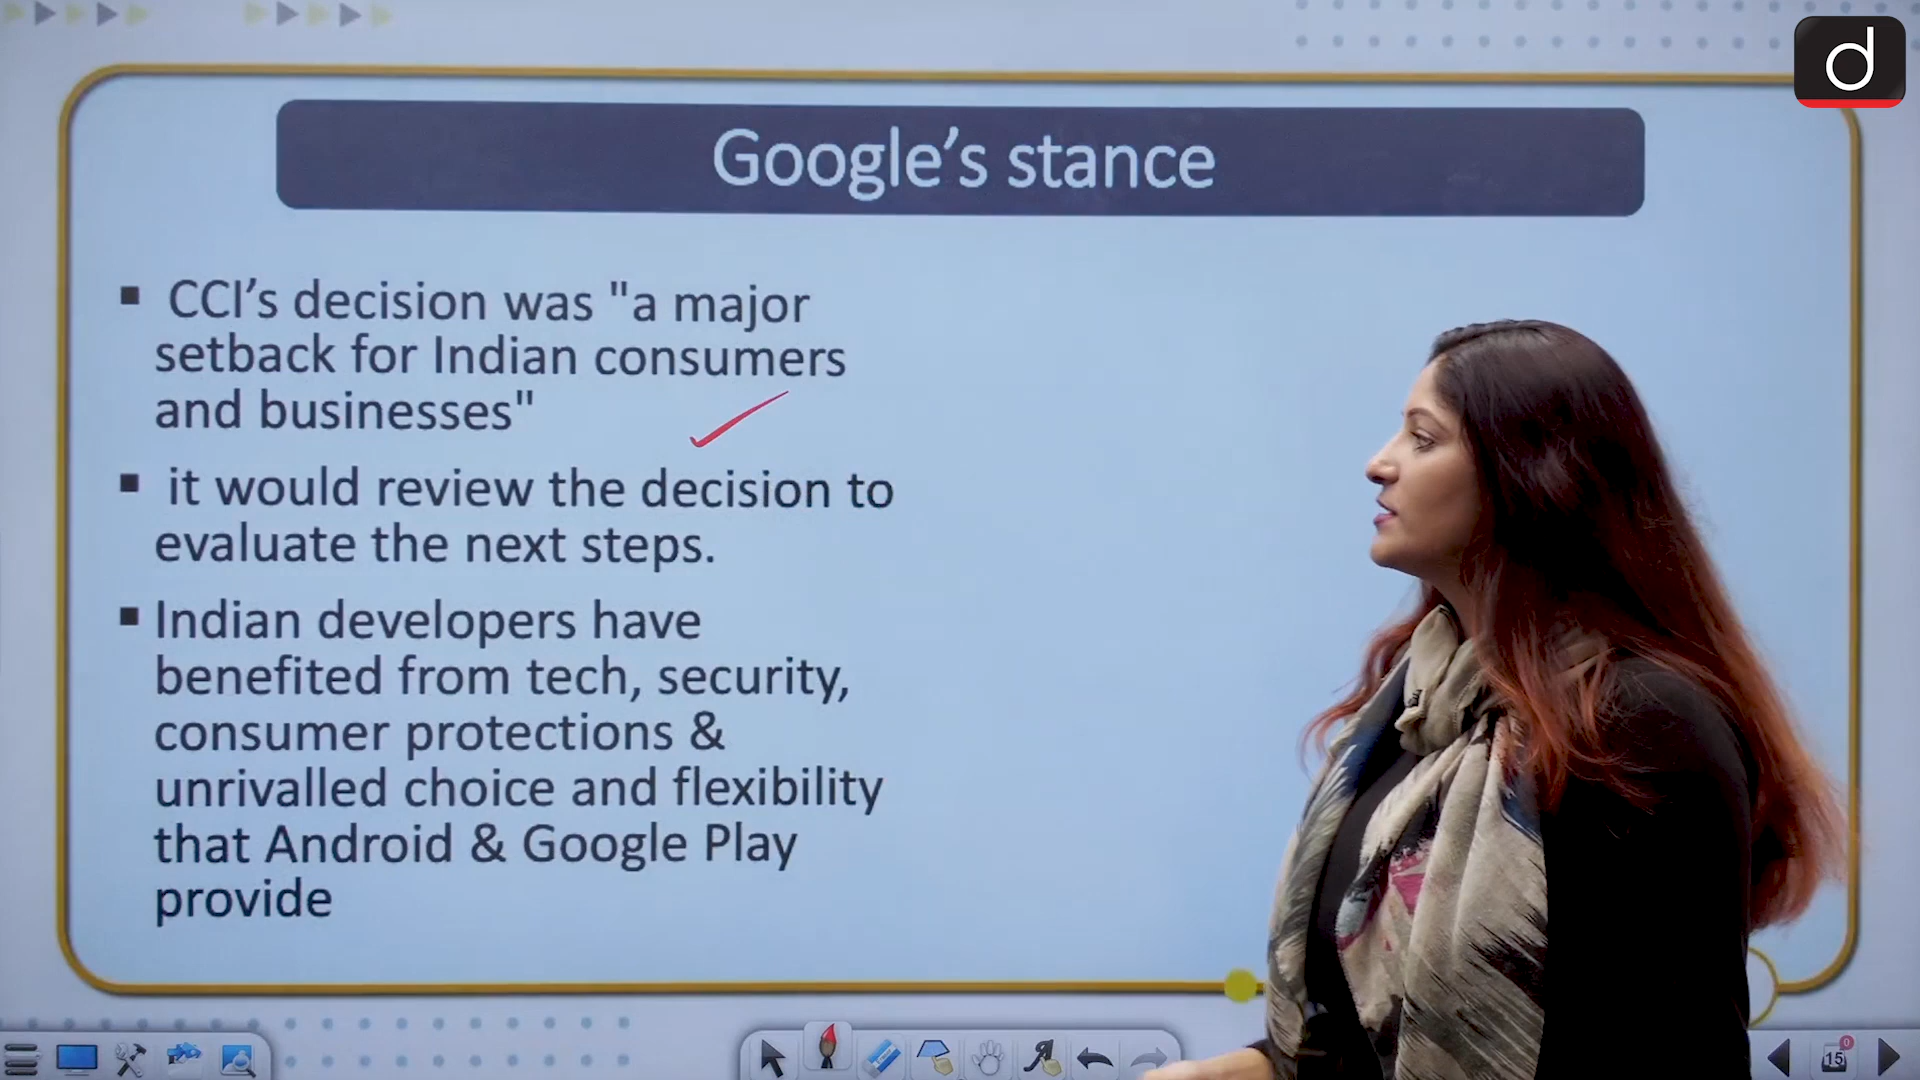 d
Google's stance
▪ CCI's decision was "a major
setback for Indian consumers
and businesses"
▪ it would review the decision to
evaluate the next steps.
▪ Indian developers have
benefited from tech, security,
consumer protections &
unrivalled choice and flexibility
that Android & Google Play
provide
0
15